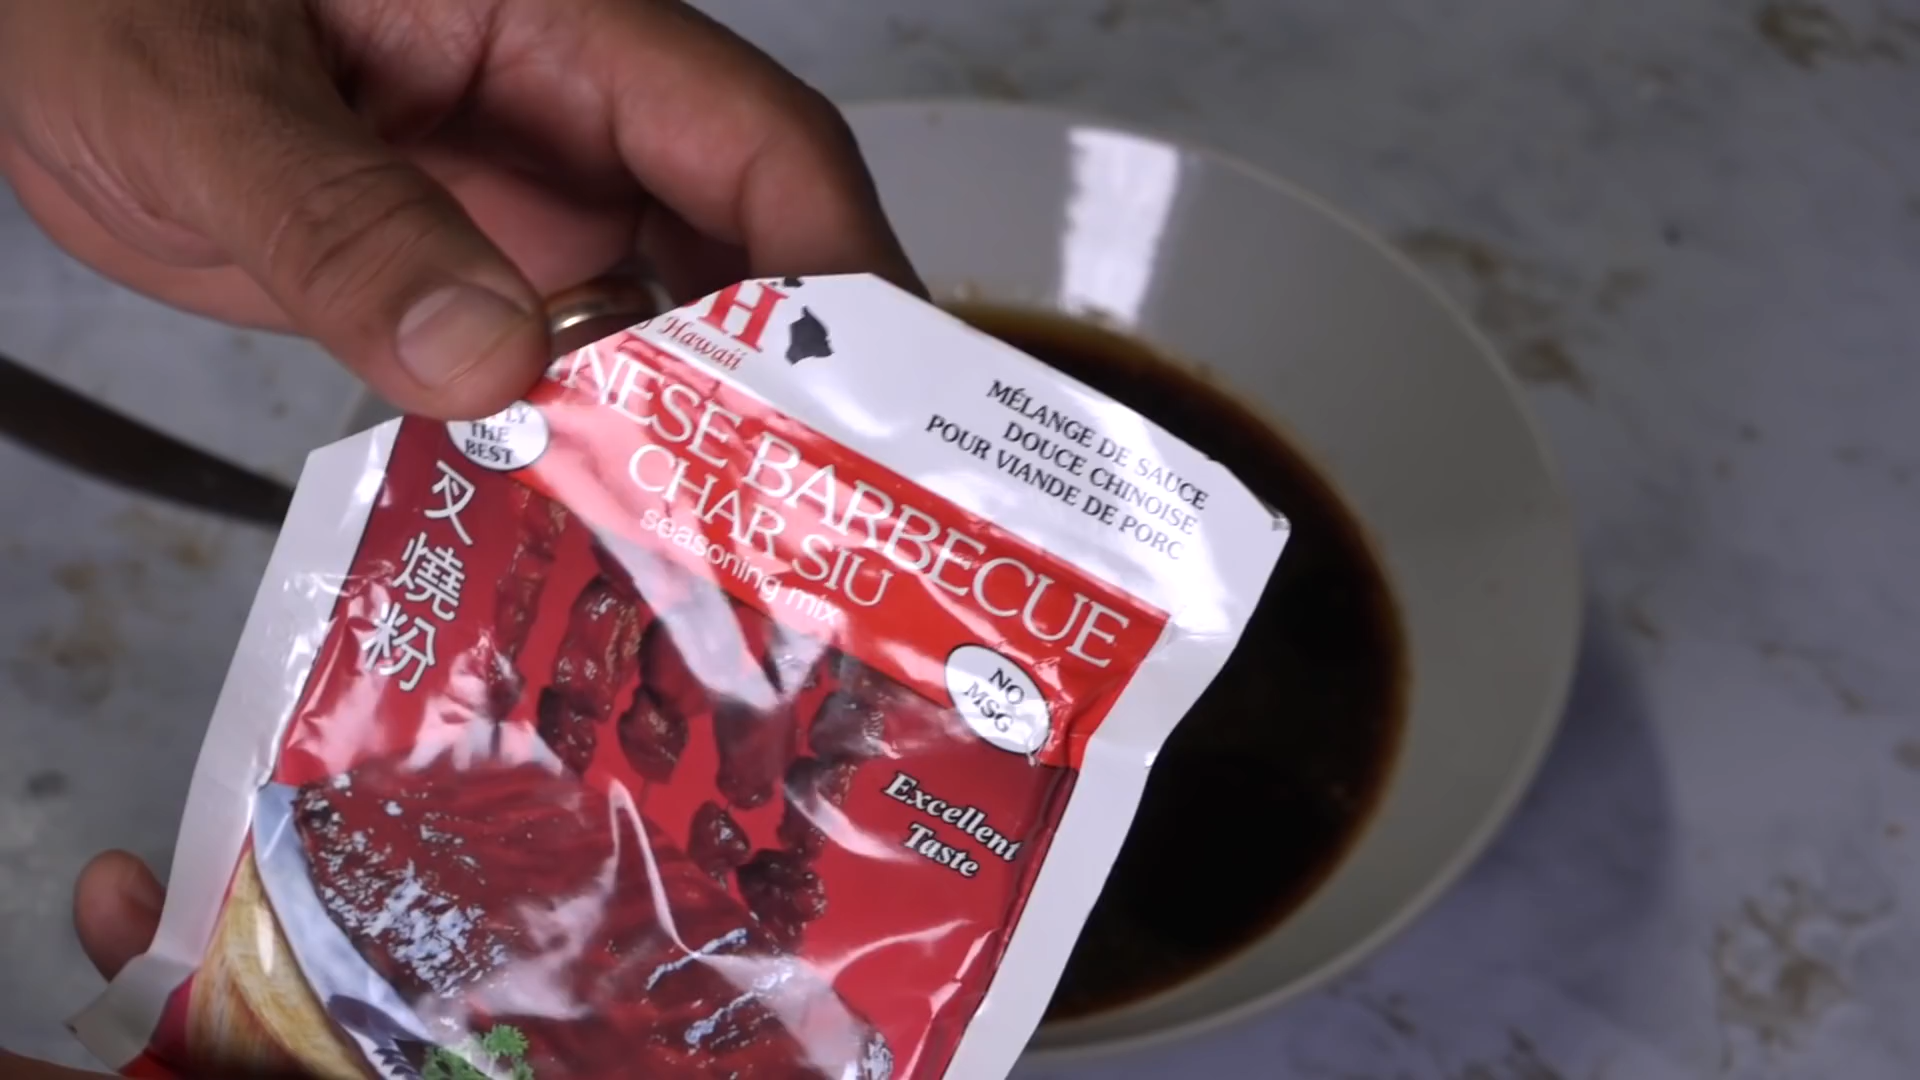 H
Hawaii
MÉLANGE DE SAUCE
DOUCE CHINOISE
POUR VIANDE DE PORC
BARBECUE
CHAR SIU
seasoning mix
THE
BEST
叉燒粉
NO
MSG
Excellent
Taste